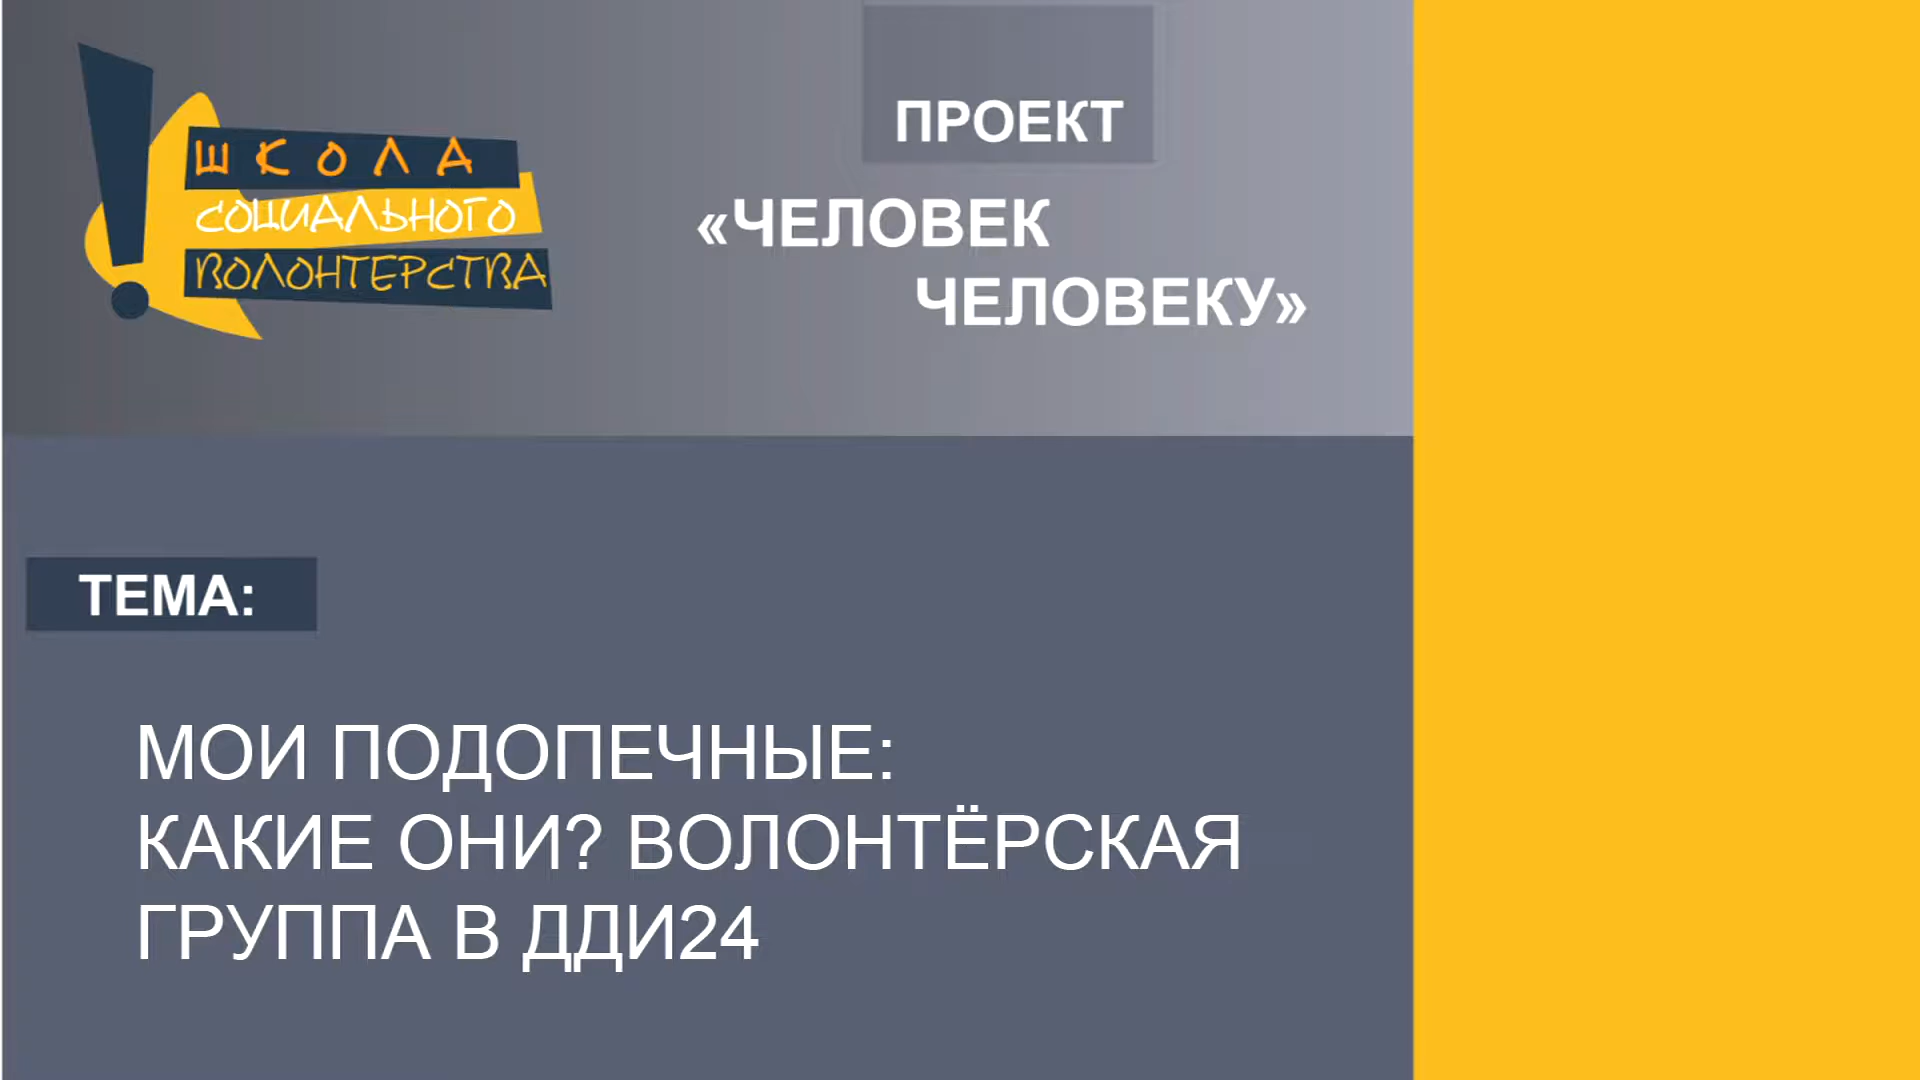 ШКОЛА
СОЦИАЛЬНОГО
ВОЛОНТЕРСТВА
ПРОЕКТ
«ЧЕЛОВЕК
ЧЕЛОВЕКУ»
ТЕМА:
МОИ ПОДОПЕЧНЫЕ:
КАКИЕ ОНИ? ВОЛОНТЁРСКАЯ
ГРУППА В ДДИ24